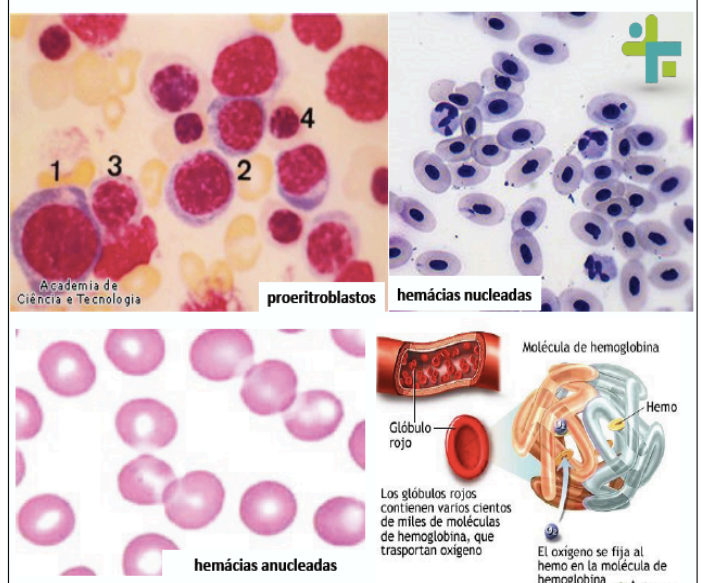 1
3
2
4
Academia de
Ciência e Tecnologia
proeritroblastos
hemácias nucleadas
hemácias anucleadas
Molécula de hemoglobina
Hemo
O₂
Glóbulo
rojo
Los glóbulos rojos
contienen varios cientos
de miles de moléculas
de hemoglobina, que
trasportan oxígeno
O₂
El oxígeno se fija al
hemo en la molécula de
hemoglobina